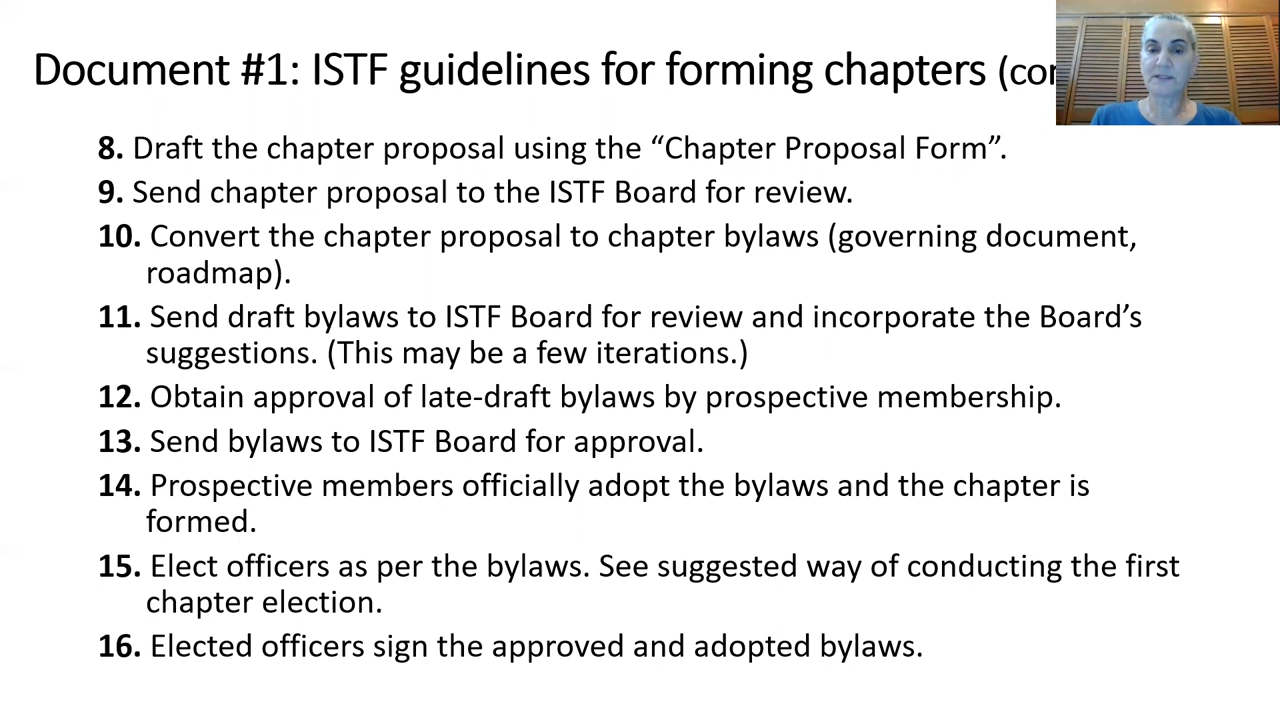 Document #1: ISTF guidelines for forming chapters
8. Draft the chapter proposal using the “Chapter Proposal Form”.
9. Send chapter proposal to the ISTF Board for review.
10. Convert the chapter proposal to chapter bylaws (governing document,
roadmap).
11. Send draft bylaws to ISTF Board for review and incorporate the Board’s
suggestions. (This may be a few iterations.)
12. Obtain approval of late-draft bylaws by prospective membership.
13. Send bylaws to ISTF Board for approval.
14. Prospective members officially adopt the bylaws and the chapter is
formed.
15. Elect officers as per the bylaws. See suggested way of conducting the first
chapter election.
16. Elected officers sign the approved and adopted bylaws.